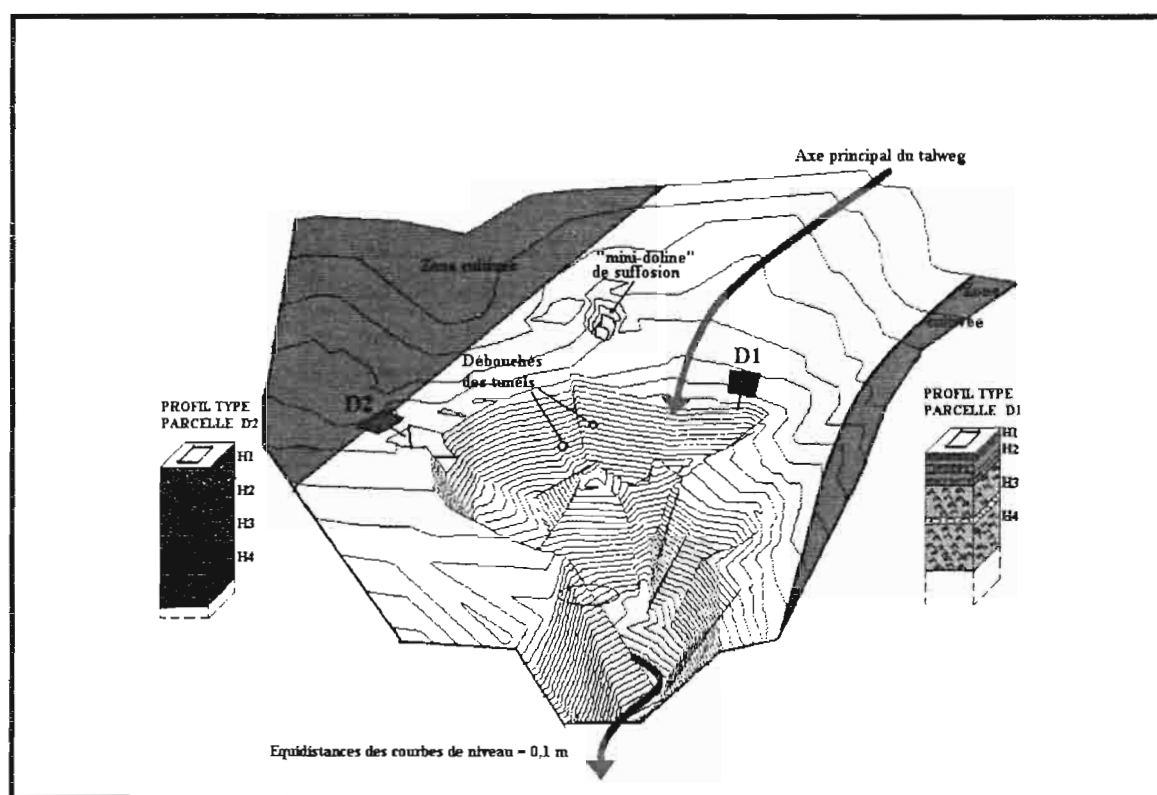 Axe principal du talweg
Zone cultivée
"mini-doline"
de suffosion
Zone
cultivée
D1
Débouchés
des tunels
D2
PROFIL TYPE
PARCELLE D2
H1
H2
H3
H4
PROFIL TYPE
PARCELLE D1
H1
H2
H3
H4
Equidistances des courbes de niveau = 0,1 m